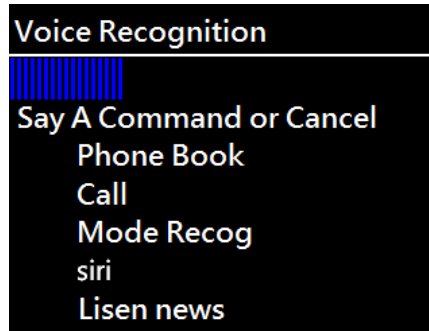 Voice Recognition
Say A Command or Cancel
Phone Book
Call
Mode Recog
siri
Lisen news